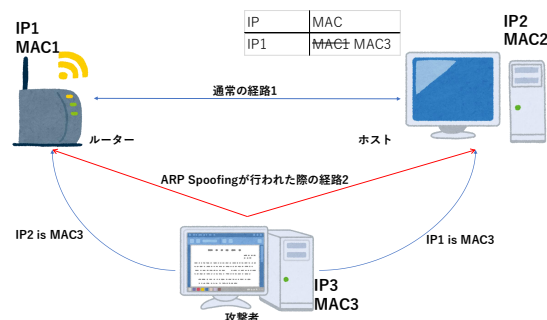 IP1
MAC1
IP MAC
IP1 MAC1 MAC3
IP2
MAC2
通常の経路1
ルーター
ホスト
ARP Spoofingが行われた際の経路2
IP2 is MAC3
IP1 is MAC3
IP3
MAC3
攻撃者